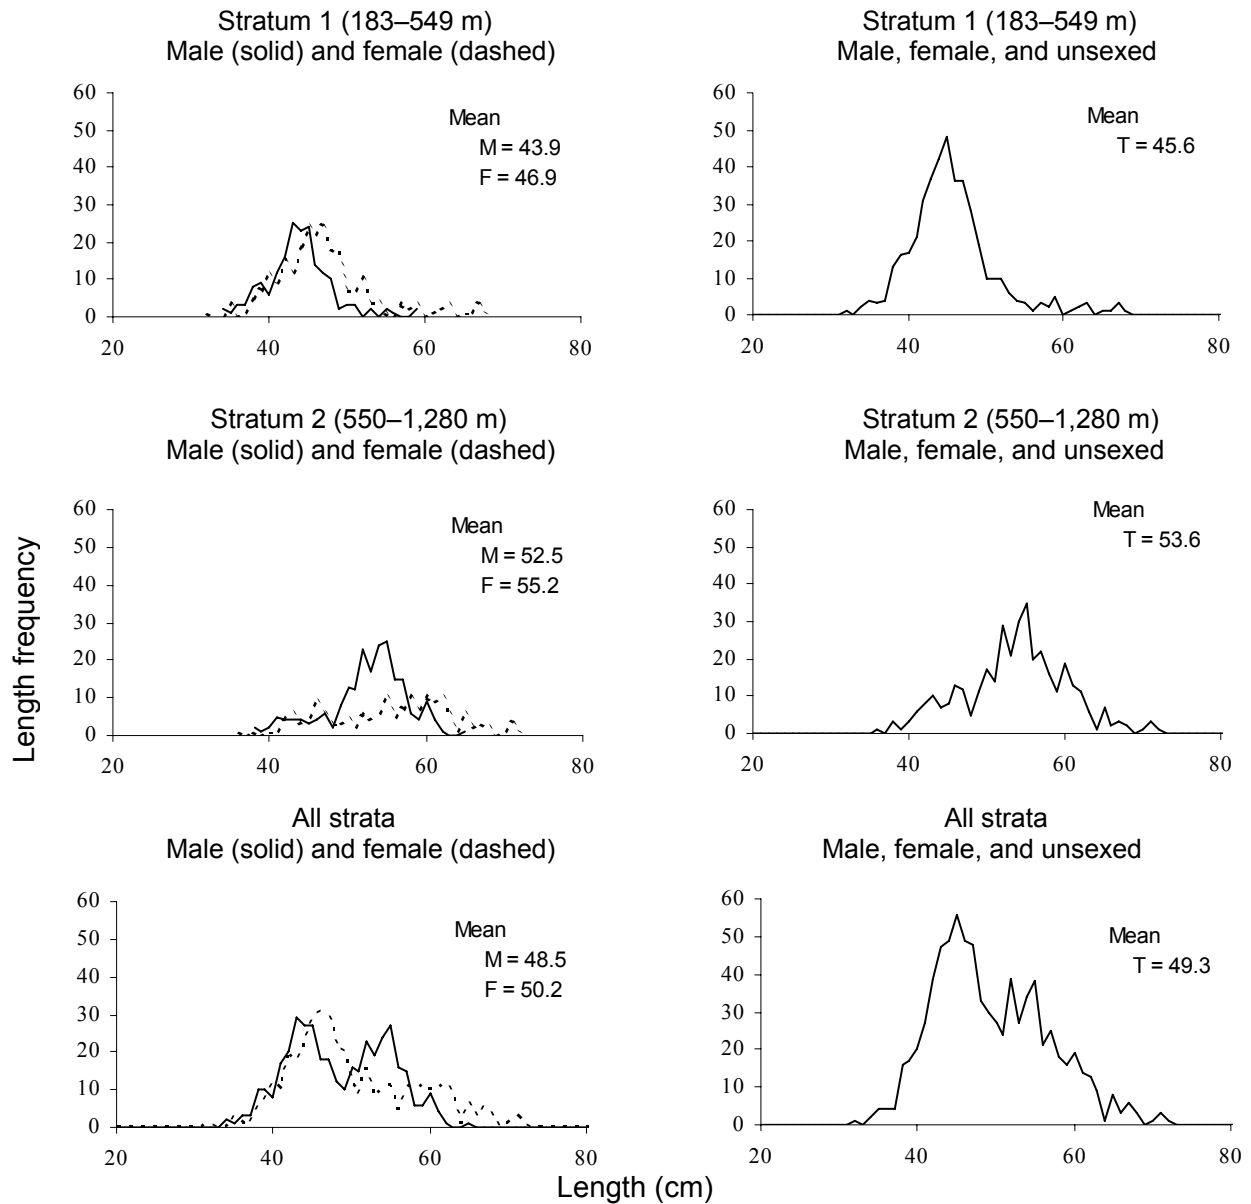 Stratum 1 (183–549 m)
Male (solid) and female (dashed)
60
50
40
30
20
10
0
20 40 60 80
Mean
M = 43.9
F = 46.9
Stratum 1 (183–549 m)
Male, female, and unsexed
60
50
40
30
20
10
0
20 40 60 80
Mean
T = 45.6
Stratum 2 (550–1,280 m)
Male (solid) and female (dashed)
60
50
40
30
20
10
0
20 40 60 80
Mean
M = 52.5
F = 55.2
Stratum 2 (550–1,280 m)
Male, female, and unsexed
60
50
40
30
20
10
0
20 40 60 80
Mean
T = 53.6
Length frequency
All strata
Male (solid) and female (dashed)
60
50
40
30
20
10
0
20 40 60 80
Mean
M = 48.5
F = 50.2
All strata
Male, female, and unsexed
60
50
40
30
20
10
0
20 40 60 80
Mean
T = 49.3
Length (cm)